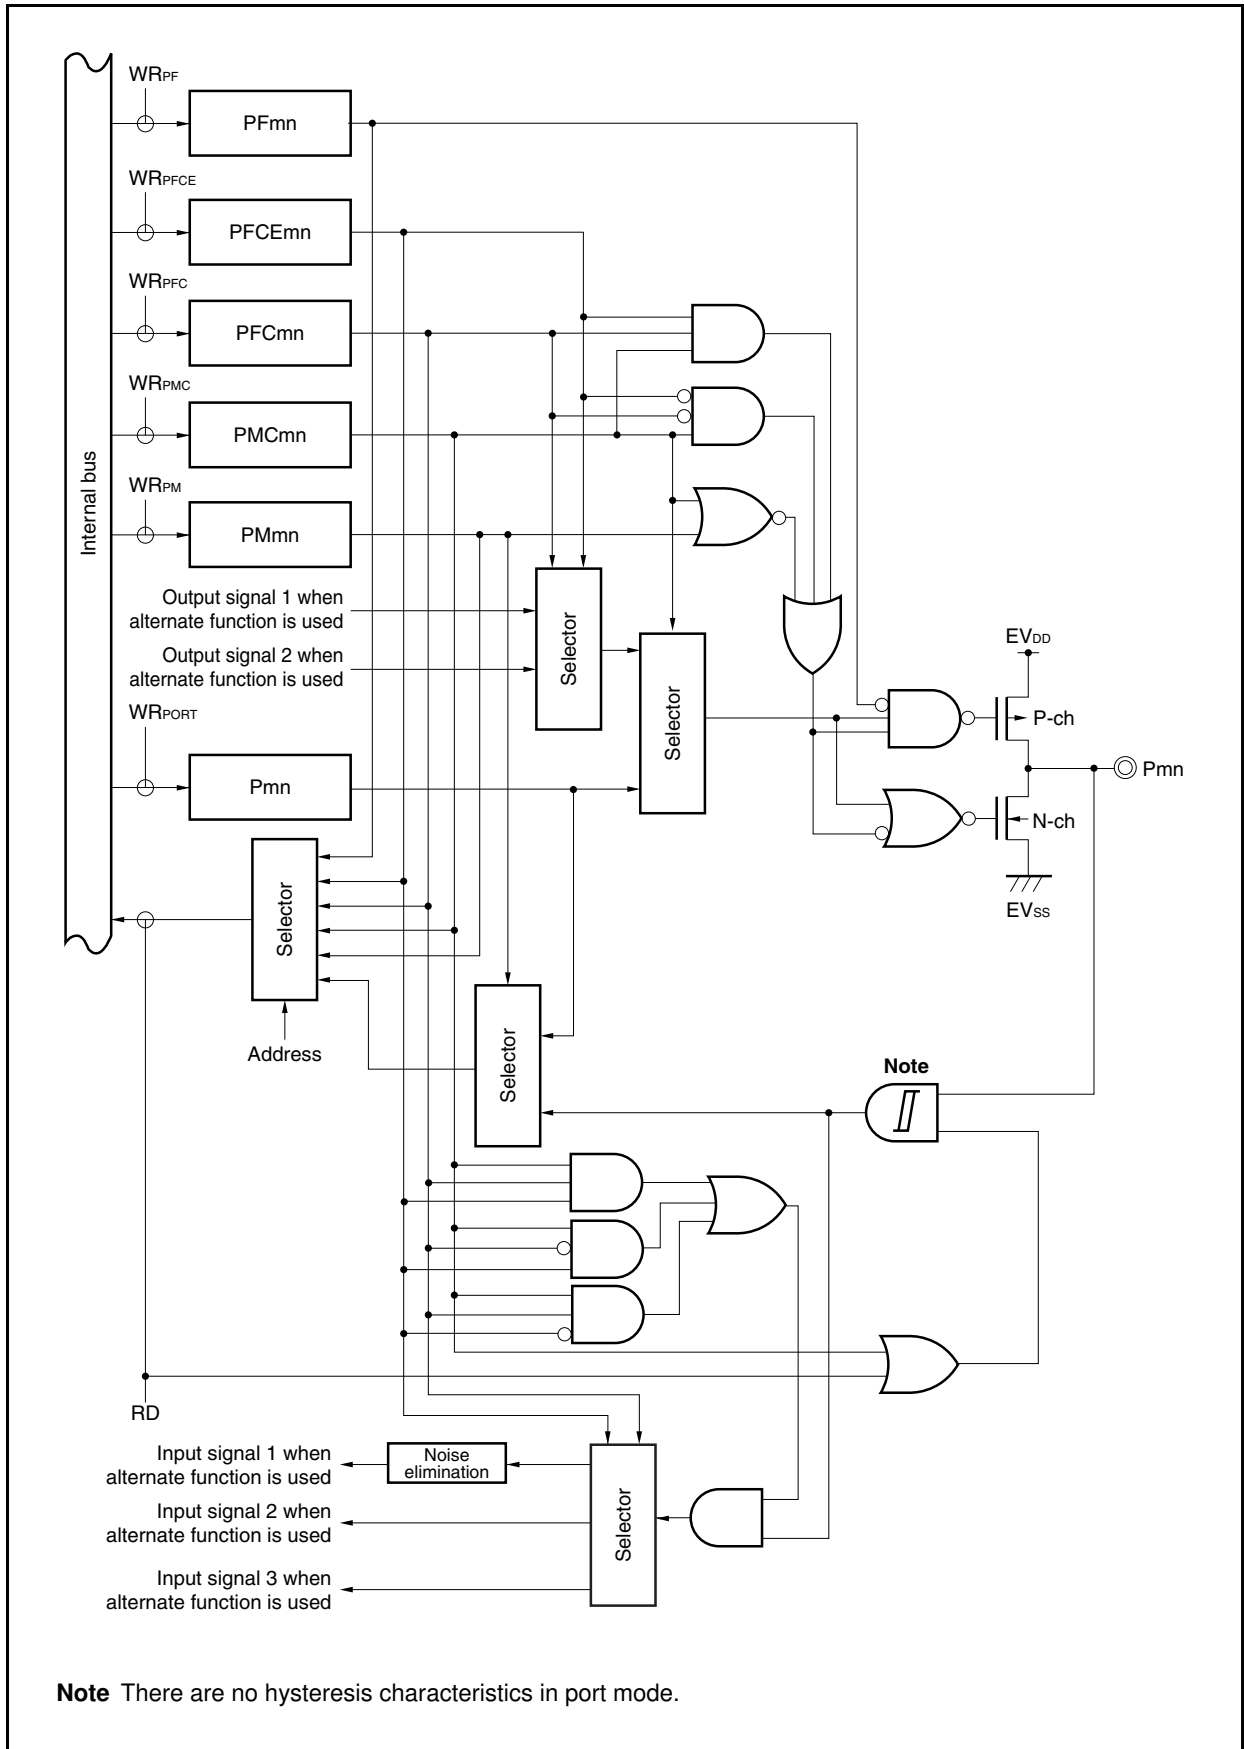 WRPF
PFmn
WRPFCE
PFCEmn
WRPFC
PFCmn
WRPMC
PMCmn
WRPM
PMmn
Internal bus
Output signal 1 when
alternate function is used
Output signal 2 when
alternate function is used
Selector
Selector
WRPORT
Pmn
EVDD
P-ch
Pmn
N-ch
EVSS
Selector
Address
Selector
Note
RD
Input signal 1 when
alternate function is used
Noise
elimination
Input signal 2 when
alternate function is used
Selector
Input signal 3 when
alternate function is used
Note There are no hysteresis characteristics in port mode.